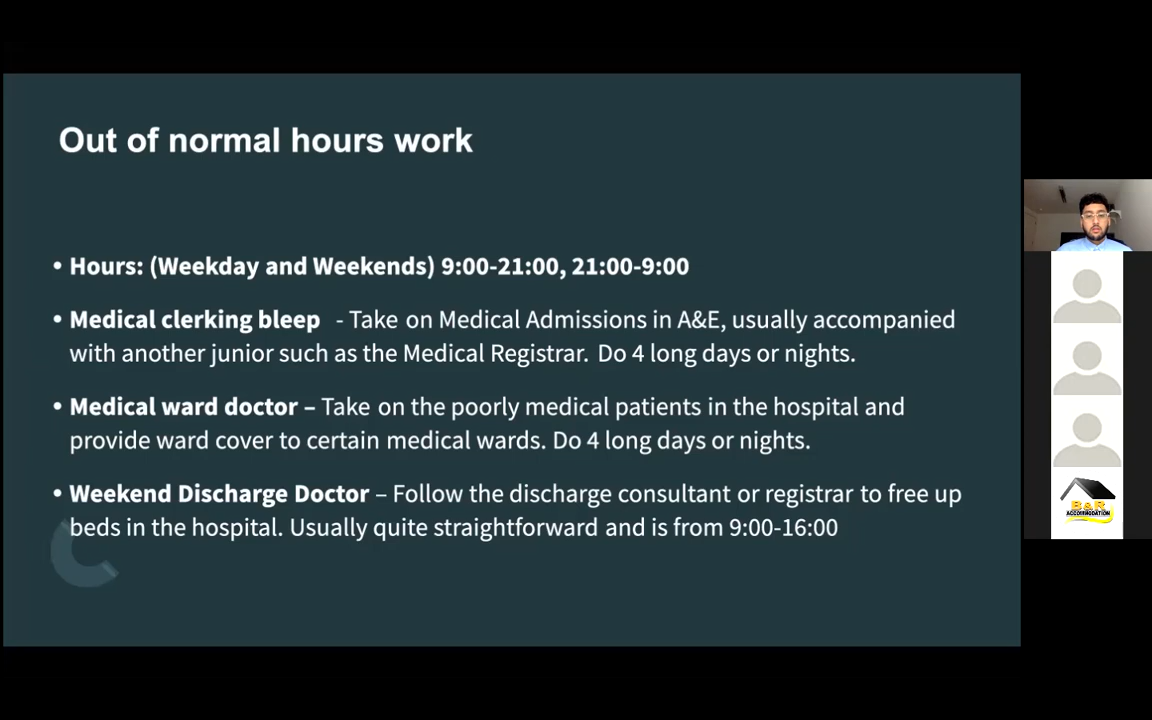 Out of normal hours work
• Hours: (Weekday and Weekends) 9:00-21:00, 21:00-9:00
• Medical clerking bleep - Take on Medical Admissions in A&E, usually accompanied
with another junior such as the Medical Registrar. Do 4 long days or nights.
• Medical ward doctor – Take on the poorly medical patients in the hospital and
provide ward cover to certain medical wards. Do 4 long days or nights.
• Weekend Discharge Doctor – Follow the discharge consultant or registrar to free up
beds in the hospital. Usually quite straightforward and is from 9:00-16:00
B&R
ACCOMMODATION